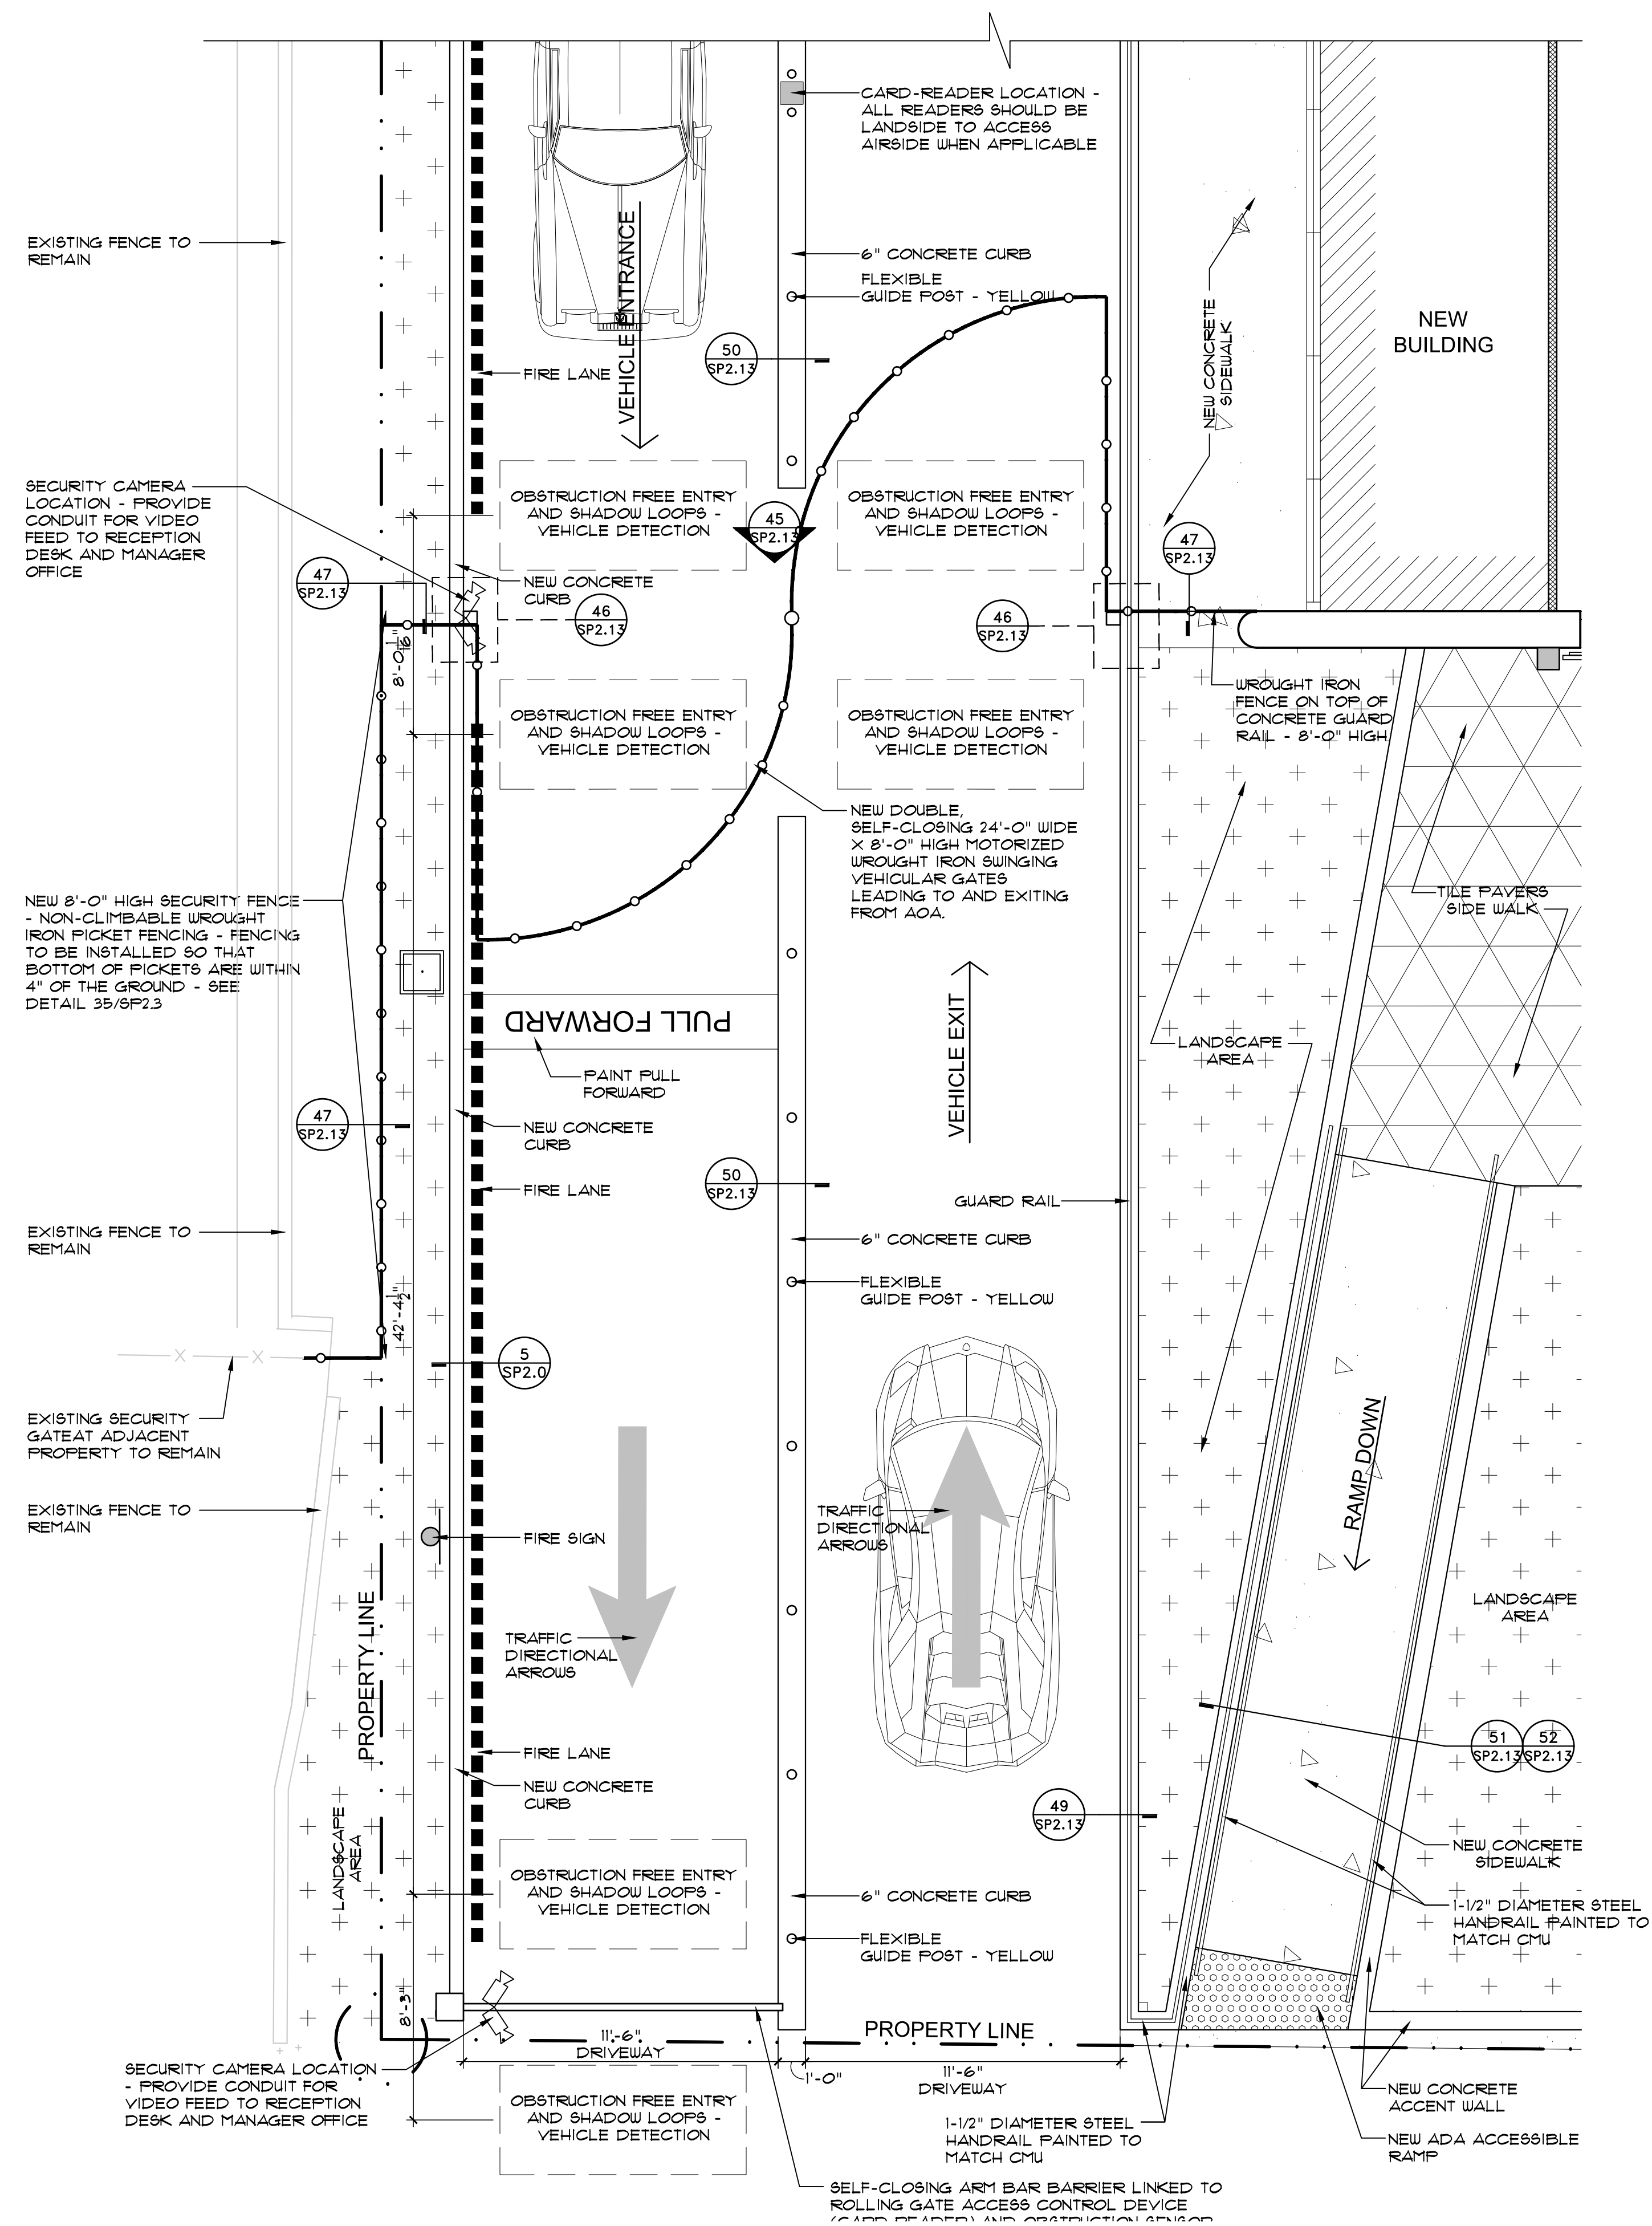 CARD-READER LOCATION -
ALL READERS SHOULD BE
LANDSIDE TO ACCESS
AIRSIDE WHEN APPLICABLE
EXISTING FENCE TO
REMAIN
VEHICLE ENTRANCE
6" CONCRETE CURB
FLEXIBLE
GUIDE POST - YELLOW
NEW CONCRETE
SIDEWALK
NEW
BUILDING
50
SP2.13
FIRE LANE
SECURITY CAMERA
LOCATION - PROVIDE
CONDUIT FOR VIDEO
FEED TO RECEPTION
DESK AND MANAGER
OFFICE
OBSTRUCTION FREE ENTRY
AND SHADOW LOOPS -
VEHICLE DETECTION
45
SP2.13
OBSTRUCTION FREE ENTRY
AND SHADOW LOOPS -
VEHICLE DETECTION
47
SP2.13
47
SP2.13
NEW CONCRETE
CURB
46
SP2.13
46
SP2.13
WROUGHT IRON
FENCE ON TOP OF
CONCRETE GUARD
RAIL - 8'-0" HIGH
OBSTRUCTION FREE ENTRY
AND SHADOW LOOPS -
VEHICLE DETECTION
OBSTRUCTION FREE ENTRY
AND SHADOW LOOPS -
VEHICLE DETECTION
NEW DOUBLE,
SELF-CLOSING 24'-0" WIDE
X 8'-0" HIGH MOTORIZED
WROUGHT IRON SWINGING
VEHICULAR GATES
LEADING TO AND EXITING
FROM AOA.
TILE PAVERS
SIDE WALK
NEW 8'-0" HIGH SECURITY FENCE
- NON-CLIMBABLE WROUGHT
IRON PICKET FENCING - FENCING
TO BE INSTALLED SO THAT
BOTTOM OF PICKETS ARE WITHIN
4" OF THE GROUND - SEE
DETAIL 35/SP2.3
PULL FORWARD
VEHICLE EXIT
LANDSCAPE
AREA
PAINT PULL
FORWARD
47
SP2.13
NEW CONCRETE
CURB
50
SP2.13
FIRE LANE
GUARD RAIL
EXISTING FENCE TO
REMAIN
6" CONCRETE CURB
FLEXIBLE
GUIDE POST - YELLOW
42'-4 1/2"
5
SP2.0
EXISTING SECURITY
GATEAT ADJACENT
PROPERTY TO REMAIN
RAMP DOWN
EXISTING FENCE TO
REMAIN
FIRE SIGN
TRAFFIC
DIRECTIONAL
ARROWS
LANDSCAPE
AREA
PROPERTY LINE
TRAFFIC
DIRECTIONAL
ARROWS
51
SP2.13
52
SP2.13
FIRE LANE
NEW CONCRETE
CURB
49
SP2.13
LANDSCAPE
AREA
NEW CONCRETE
SIDEWALK
OBSTRUCTION FREE ENTRY
AND SHADOW LOOPS -
VEHICLE DETECTION
6" CONCRETE CURB
1-1/2" DIAMETER STEEL
HANDRAIL PAINTED TO
MATCH CMU
FLEXIBLE
GUIDE POST - YELLOW
8'-3"
PROPERTY LINE
11'-6"
DRIVEWAY
1'-0"
11'-6"
DRIVEWAY
SECURITY CAMERA LOCATION
- PROVIDE CONDUIT FOR
VIDEO FEED TO RECEPTION
DESK AND MANAGER OFFICE
OBSTRUCTION FREE ENTRY
AND SHADOW LOOPS -
VEHICLE DETECTION
NEW CONCRETE
ACCENT WALL
1-1/2" DIAMETER STEEL
HANDRAIL PAINTED TO
MATCH CMU
NEW ADA ACCESSIBLE
RAMP
SELF-CLOSING ARM BAR BARRIER LINKED TO
ROLLING GATE ACCESS CONTROL DEVICE
(CARD READER) AND OBSTRUCTION SENSOR